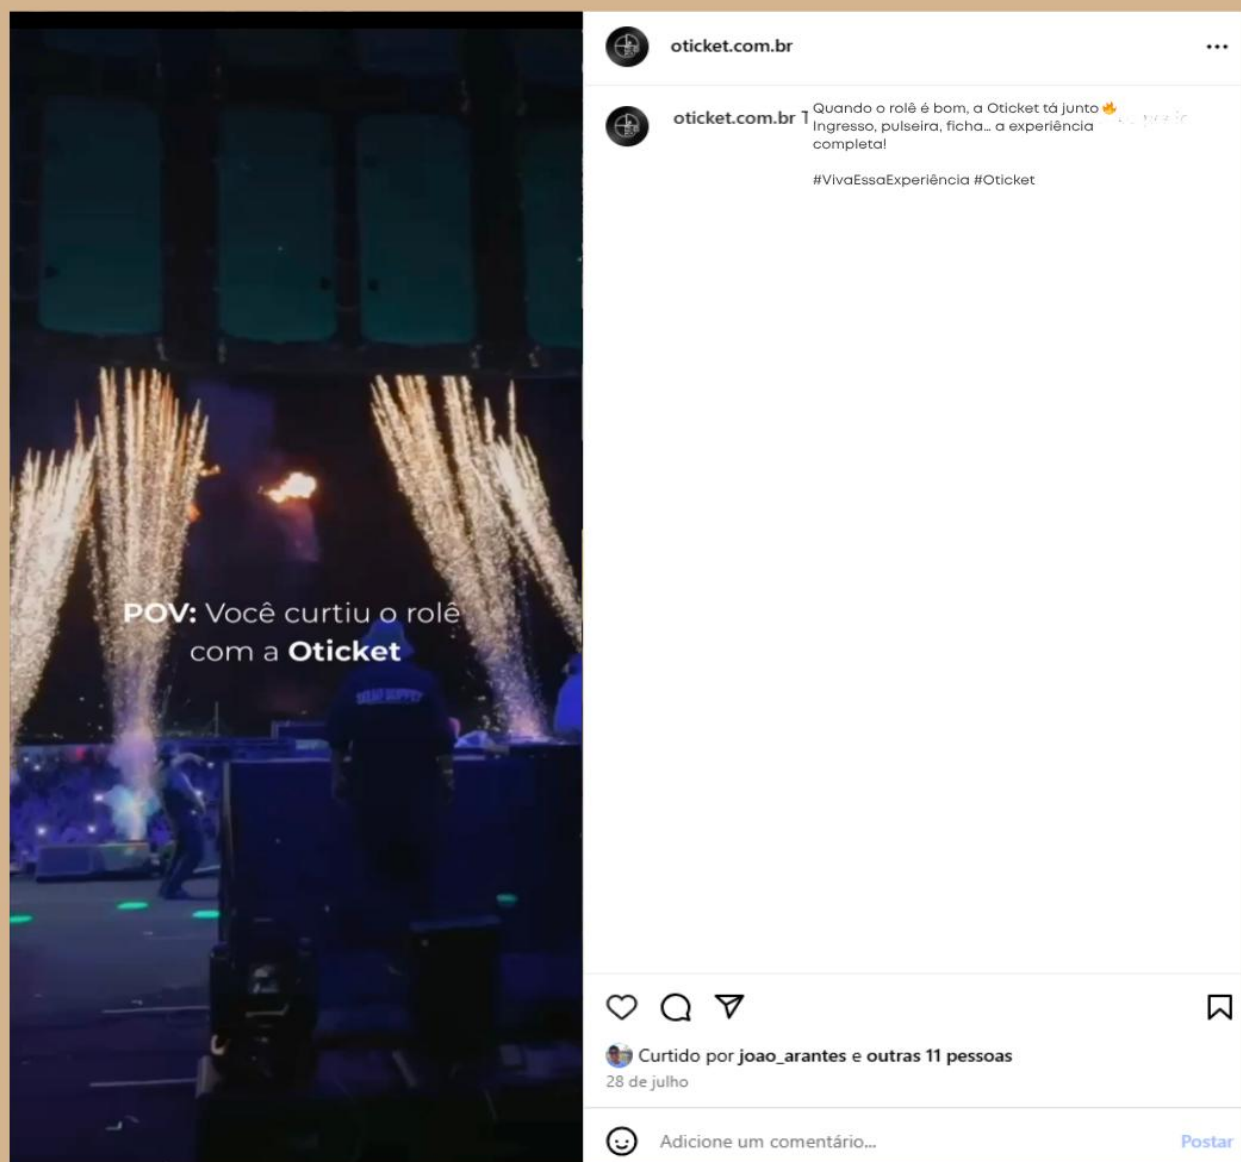 oticket.com.br
oticket.com.br
Quando o rolê é bom, a Oticket tá junto 🔥
Ingresso, pulseira, ficha... a experiência
completa!
#VivaEssaExperiência #Oticket
POV: Você curtiu o rolê
com a Oticket
Curtido por joao_arantes e outras 11 pessoas
28 de julho
Adicione um comentário...
Postar